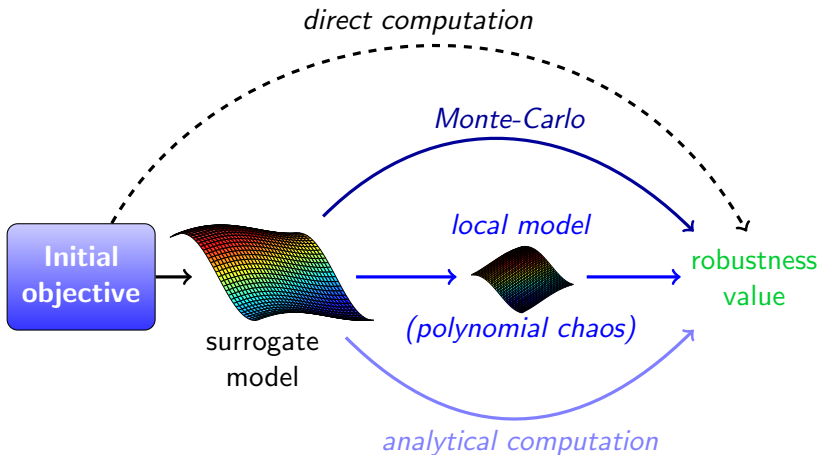 direct computation
Monte-Carlo
local model
Initial
objective
robustness
value
(polynomial chaos)
surrogate
model
analytical computation